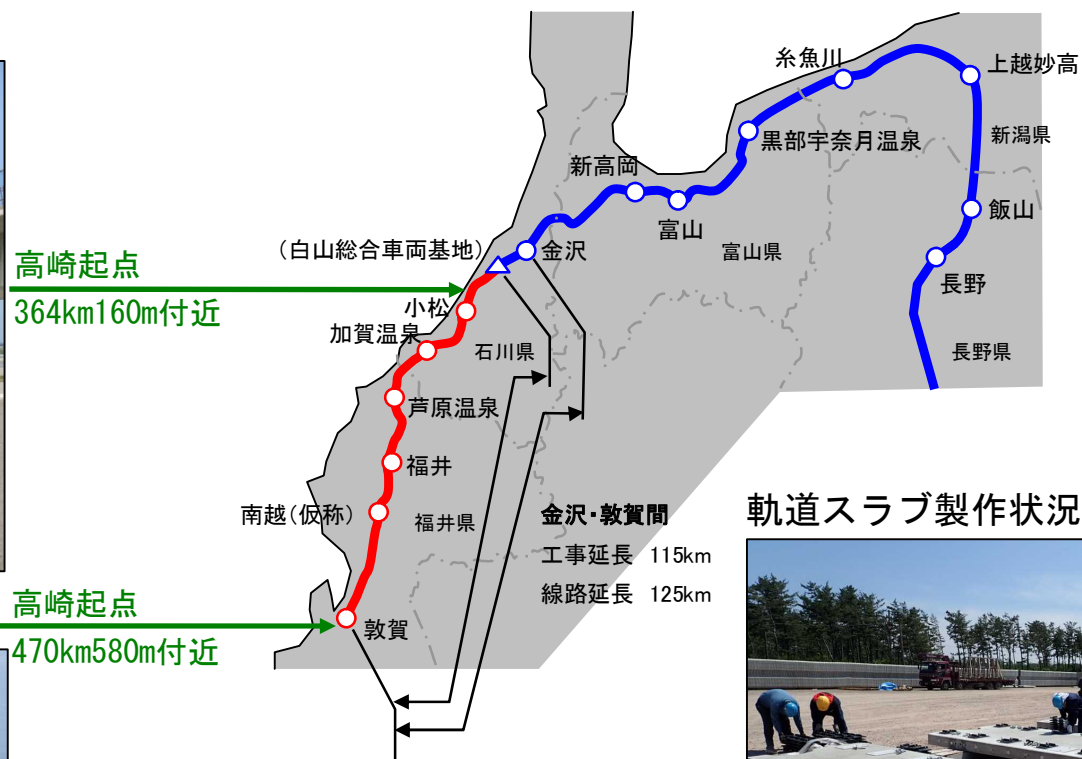 糸魚川
上越妙高
黒部宇奈月温泉
新潟県
新高岡
飯山
富山
(白山総合車両基地)
金沢
富山県
高崎起点
364km160m付近
長野
小松
加賀温泉
石川県
長野県
芦原温泉
福井
南越(仮称)
福井県
金沢・敦賀間
工事延長 115km
線路延長 125km
軌道スラブ製作状況
高崎起点
470km580m付近
敦賀